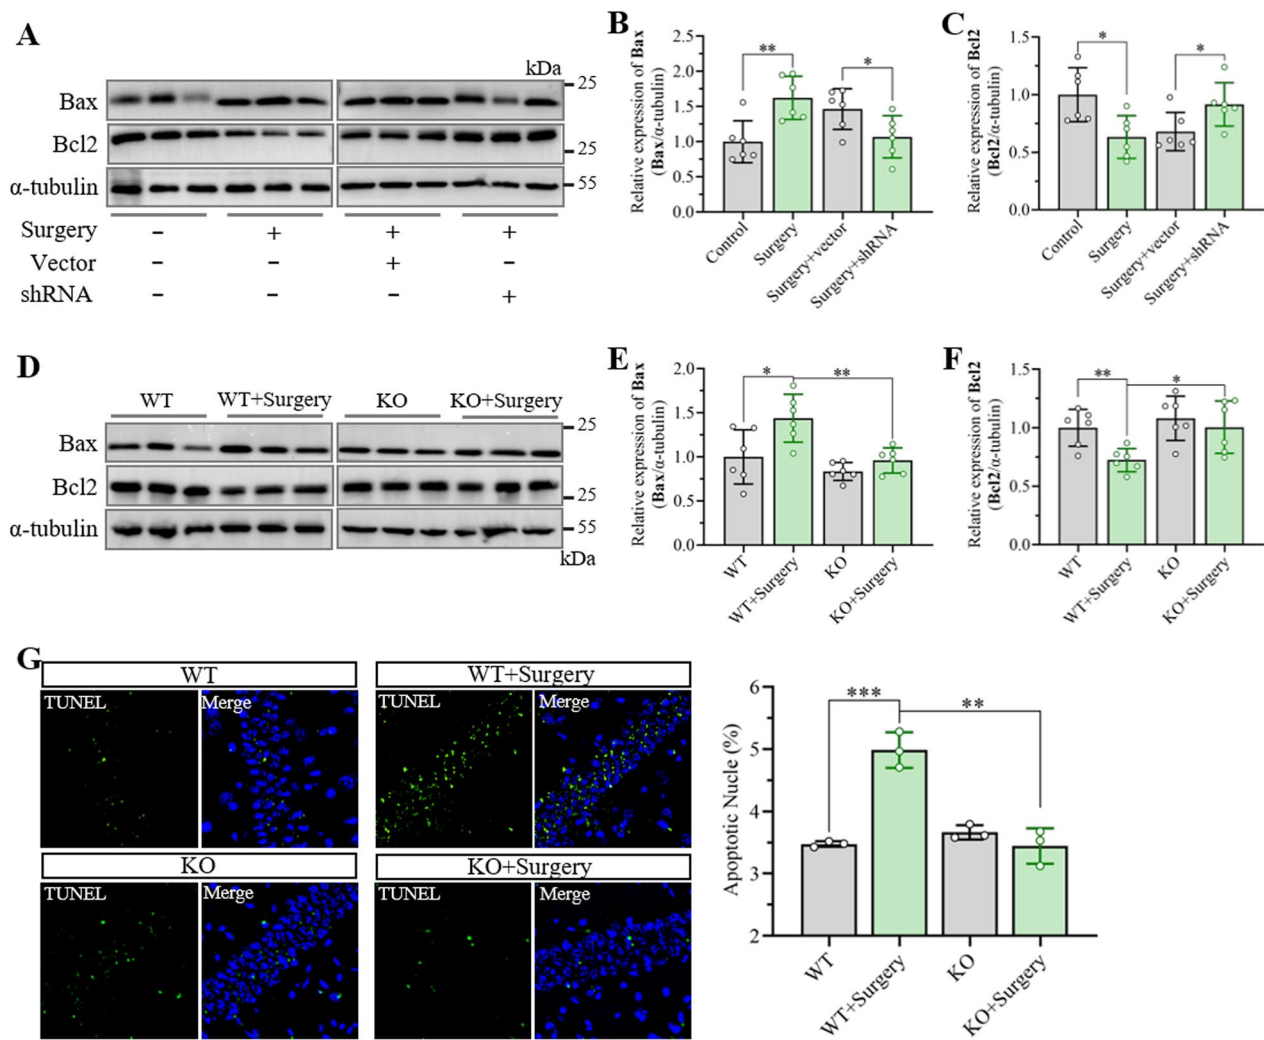 A
kDa
Bax
25
Bcl2
25
α-tubulin
55
Surgery - + + +
Vector - - + -
shRNA - - - +
B
Relative expression of Bax
(Bax/α-tubulin)
2.5
2.0
1.5
1.0
0.5
0.0
**
*
Control
Surgery
Surgery+vector
Surgery+shRNA
C
Relative expression of Bcl2
(Bcl2/α-tubulin)
1.5
1.0
0.5
0.0
*
*
Control
Surgery
Surgery+vector
Surgery+shRNA
D
WT WT+Surgery KO KO+Surgery
Bax
25
Bcl2
25
α-tubulin
55
kDa
E
Relative expression of Bax
(Bax/α-tubulin)
2.0
1.5
1.0
0.5
0.0
*
**
WT
WT+Surgery
KO
KO+Surgery
F
Relative expression of Bcl2
(Bcl2/α-tubulin)
1.5
1.0
0.5
0.0
**
*
WT
WT+Surgery
KO
KO+Surgery
G
WT
TUNEL Merge
WT+Surgery
TUNEL Merge
KO
TUNEL Merge
KO+Surgery
TUNEL Merge
Apoptotic Nucle (%)
6
5
4
3
2
***
**
WT
WT+Surgery
KO
KO+Surgery